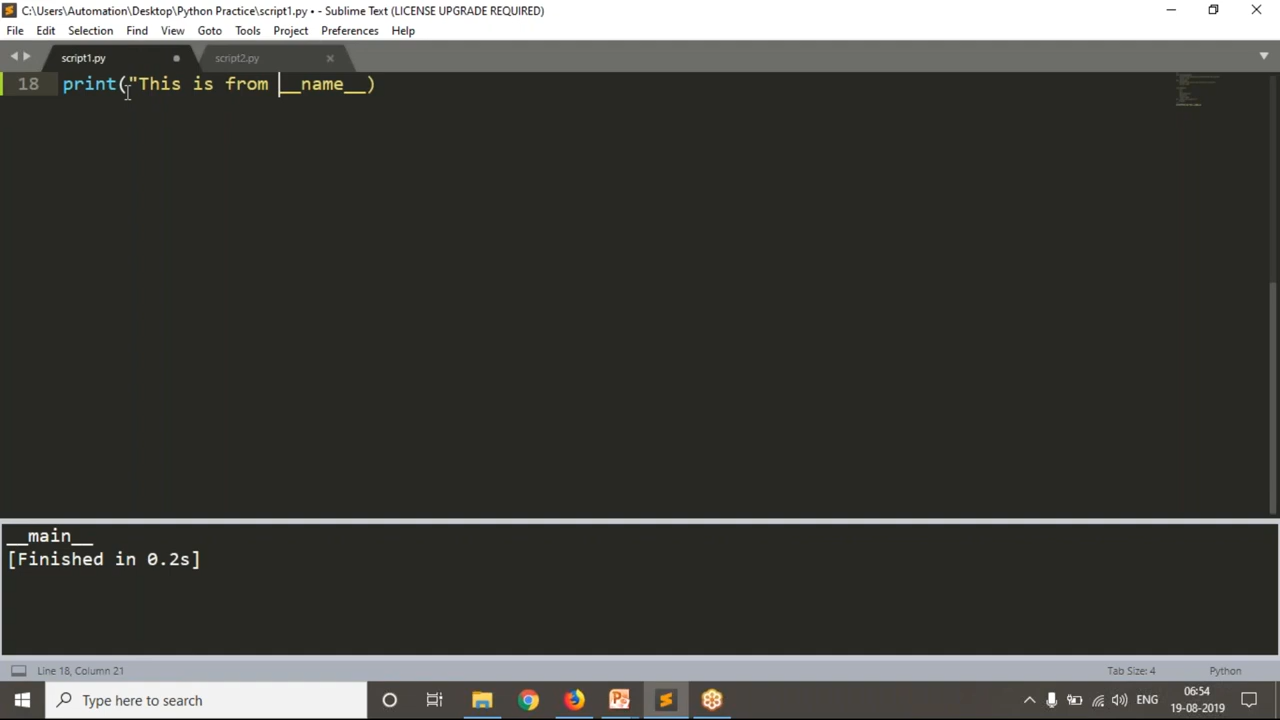 C:\Users\Automation\Desktop\Python Practice\script1.py • - Sublime Text (LICENSE UPGRADE REQUIRED)
File Edit Selection Find View Goto Tools Project Preferences Help
script1.py script2.py
18 print("This is from __name__)
__main__
[Finished in 0.2s]
Line 18, Column 21 Tab Size: 4 Python
Type here to search ENG 06:54
19-08-2019